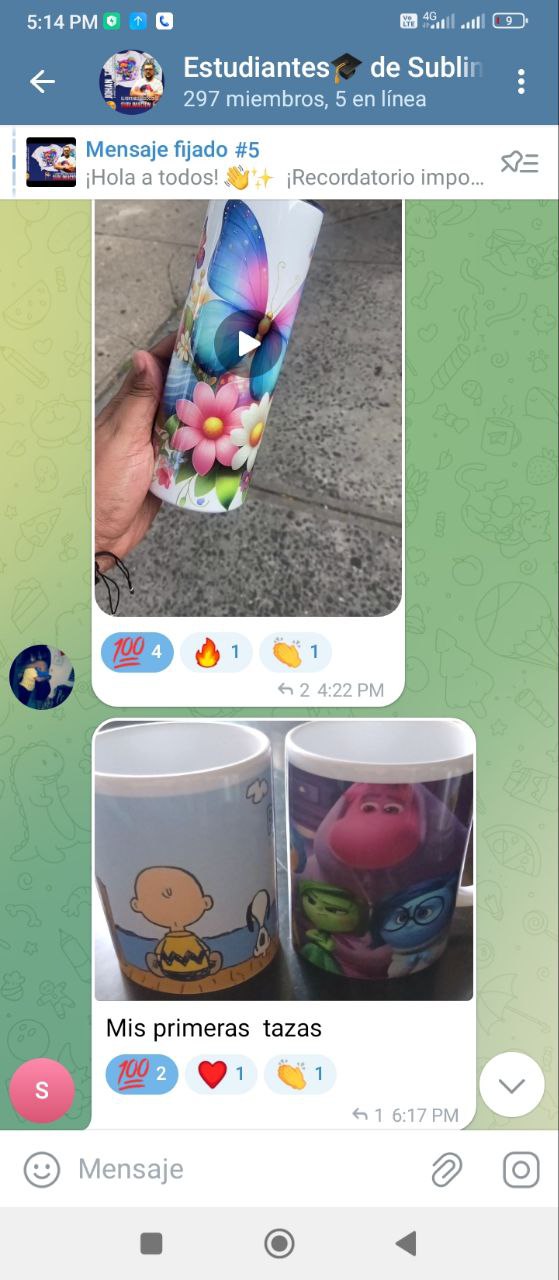 5:14 PM
Vo LTE 4G 9
Estudiantes🎓 de Sublin
297 miembros, 5 en línea
Mensaje fijado #5
¡Hola a todos! 👋✨ ¡Recordatorio impo...
💯 4 🔥 1 👏 1
2 4:22 PM
Mis primeras tazas
💯 2 ❤️ 1 👏 1
S
1 6:17 PM
Mensaje